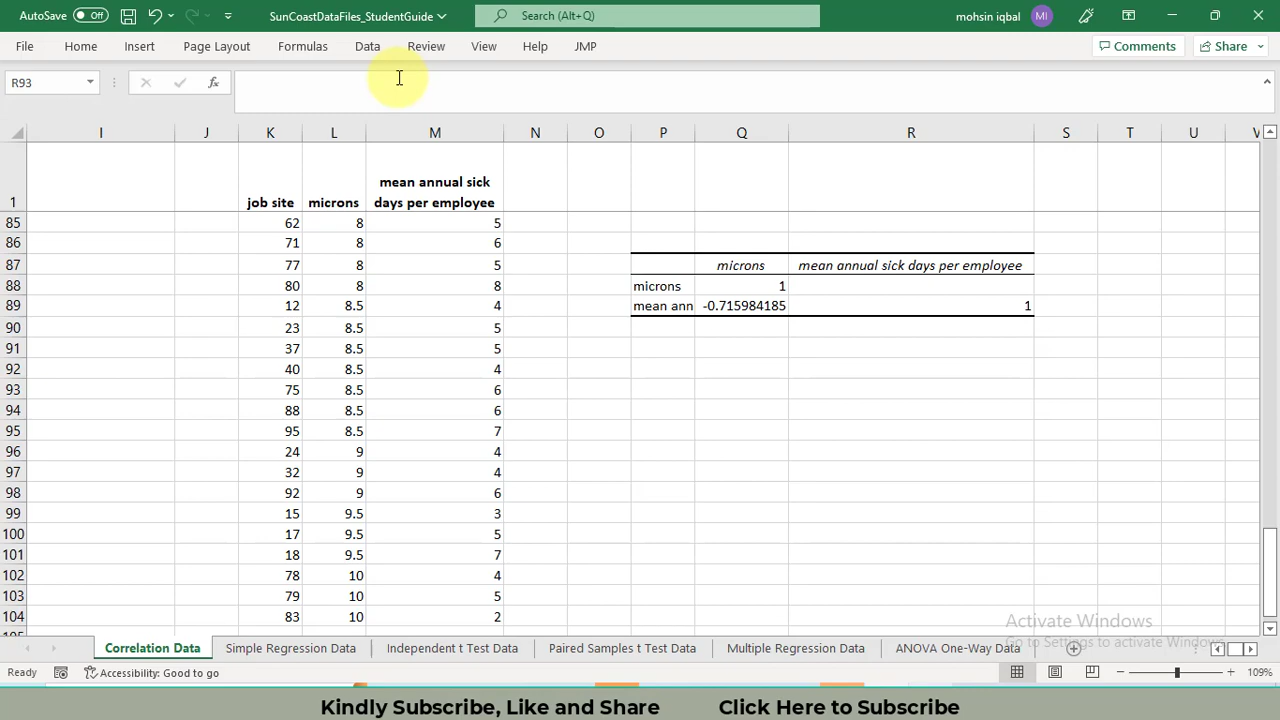 AutoSave Off SunCoastDataFiles_StudentGuide Search (Alt+Q) mohsin iqbal MI
File Home Insert Page Layout Formulas Data Review View Help JMP Comments Share
R93 fx
I J K L M N O P Q R S T U V
1 job site microns mean annual sick days per employee
85 62 8 5
86 71 8 6
87 77 8 5 microns mean annual sick days per employee
88 80 8 8 microns 1
89 12 8.5 4 mean ann -0.715984185 1
90 23 8.5 5
91 37 8.5 5
92 40 8.5 4
93 75 8.5 6
94 88 8.5 6
95 95 8.5 7
96 24 9 4
97 32 9 4
98 92 9 6
99 15 9.5 3
100 17 9.5 5
101 18 9.5 7
102 78 10 4
103 79 10 5
104 83 10 2
Activate Windows
Go to Settings to activate Windows.
Correlation Data Simple Regression Data Independent t Test Data Paired Samples t Test Data Multiple Regression Data ANOVA One-Way Data
Ready Accessibility: Good to go 109%
Kindly Subscribe, Like and Share Click Here to Subscribe